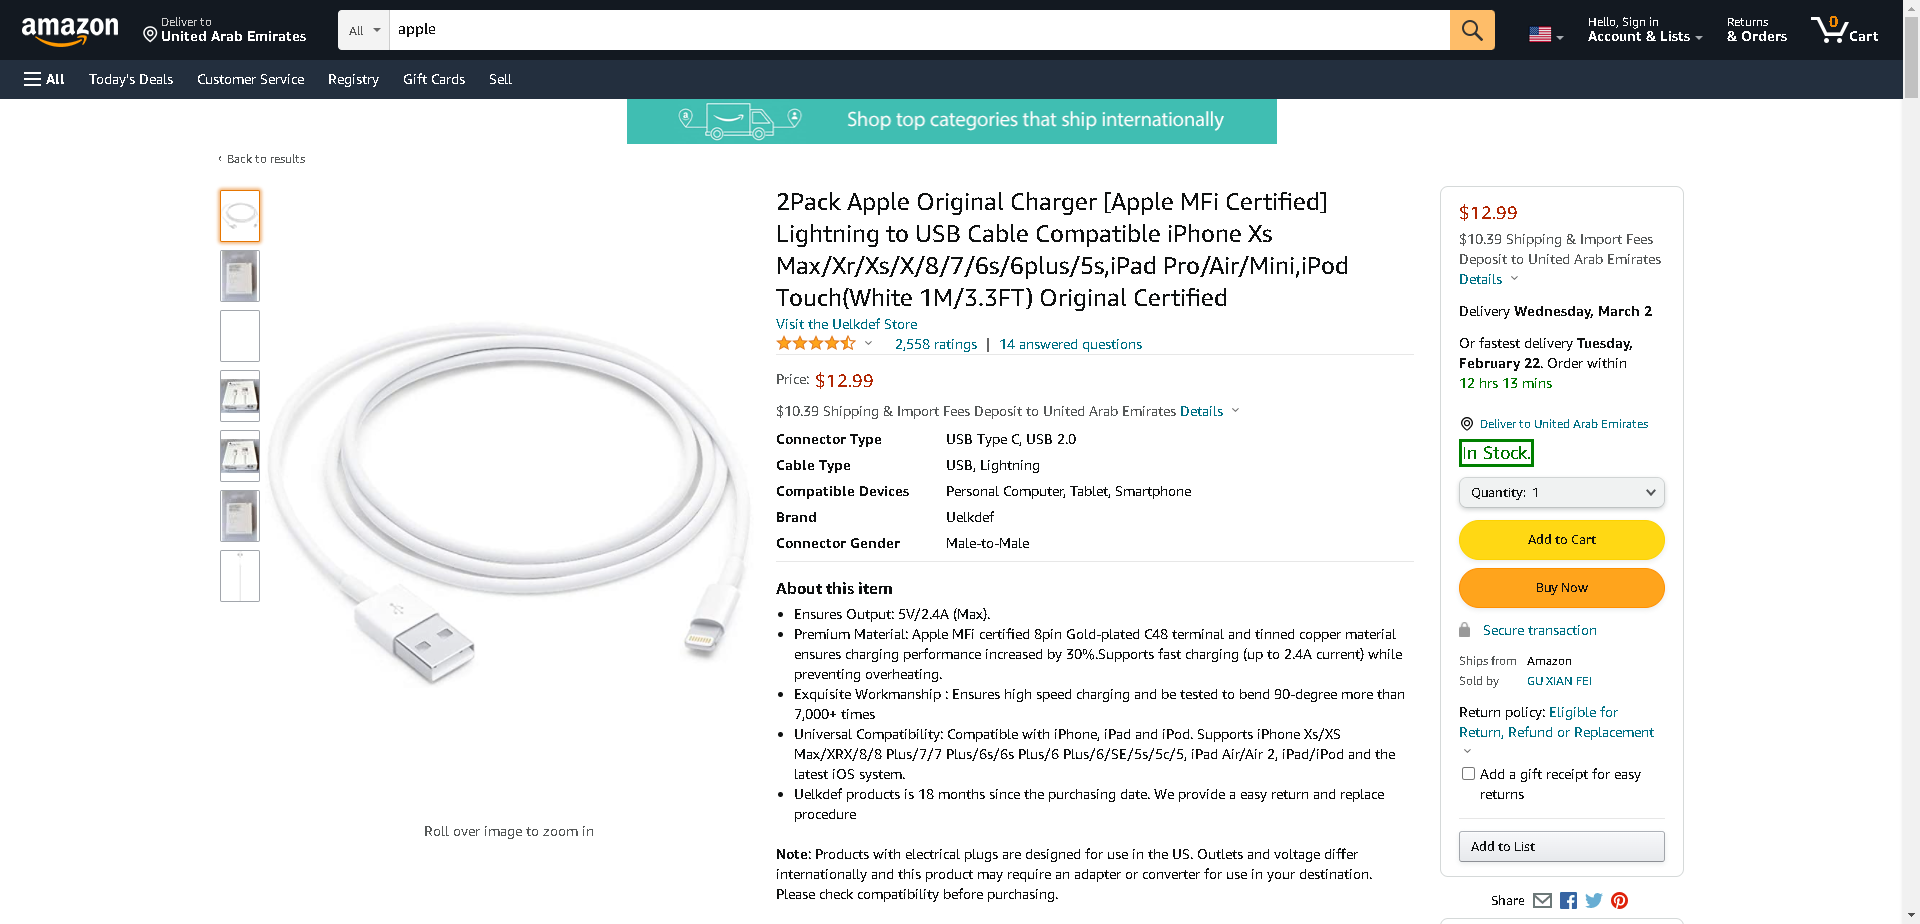 amazon
Deliver to
United Arab Emirates
All
apple
Hello, Sign in
Account & Lists
Returns
& Orders
0
Cart
All
Today's Deals
Customer Service
Registry
Gift Cards
Sell
Shop top categories that ship internationally
‹ Back to results
2Pack Apple Original Charger [Apple MFi Certified]
Lightning to USB Cable Compatible iPhone Xs
Max/Xr/Xs/X/8/7/6s/6plus/5s,iPad Pro/Air/Mini,iPod
Touch(White 1M/3.3FT) Original Certified
Visit the Uelkdef Store
2,558 ratings | 14 answered questions
Price: $12.99
$10.39 Shipping & Import Fees Deposit to United Arab Emirates Details
Connector Type USB Type C, USB 2.0
Cable Type USB, Lightning
Compatible Devices Personal Computer, Tablet, Smartphone
Brand Uelkdef
Connector Gender Male-to-Male
About this item
• Ensures Output: 5V/2.4A (Max).
• Premium Material: Apple MFi certified 8pin Gold-plated C48 terminal and tinned copper material
ensures charging performance increased by 30%.Supports fast charging (up to 2.4A current) while
preventing overheating.
• Exquisite Workmanship : Ensures high speed charging and be tested to bend 90-degree more than
7,000+ times
• Universal Compatibility: Compatible with iPhone, iPad and iPod. Supports iPhone Xs/XS
Max/XRX/8/8 Plus/7/7 Plus/6s/6s Plus/6 Plus/6/SE/5s/5c/5, iPad Air/Air 2, iPad/iPod and the
latest iOS system.
• Uelkdef products is 18 months since the purchasing date. We provide a easy return and replace
procedure
Note: Products with electrical plugs are designed for use in the US. Outlets and voltage differ
internationally and this product may require an adapter or converter for use in your destination.
Please check compatibility before purchasing.
Roll over image to zoom in
$12.99
$10.39 Shipping & Import Fees
Deposit to United Arab Emirates
Details
Delivery Wednesday, March 2
Or fastest delivery Tuesday,
February 22. Order within
12 hrs 13 mins
Deliver to United Arab Emirates
In Stock.
Quantity: 1
Add to Cart
Buy Now
Secure transaction
Ships from Amazon
Sold by GU XIAN FEI
Return policy: Eligible for
Return, Refund or Replacement
Add a gift receipt for easy
returns
Add to List
Share